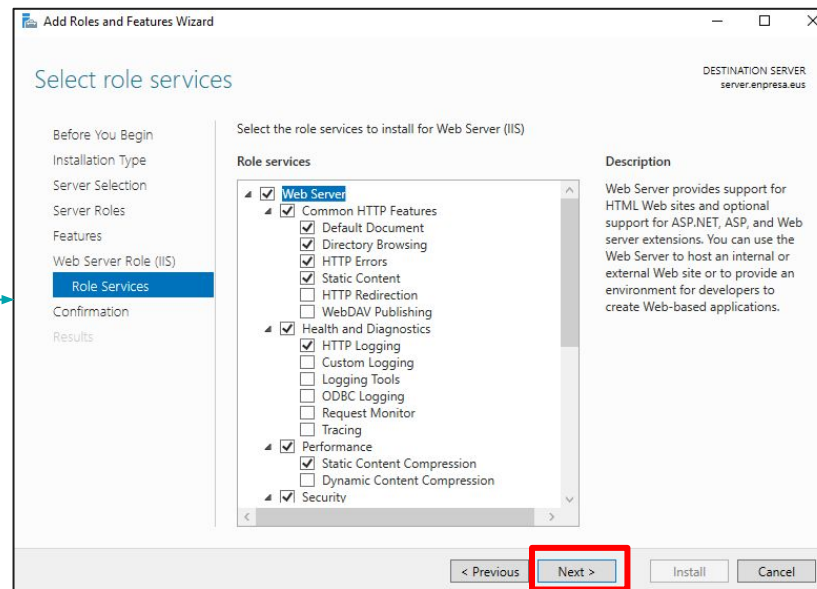 Add Roles and Features Wizard
Select role services
DESTINATION SERVER
server.enpresa.eus
Before You Begin
Installation Type
Server Selection
Server Roles
Features
Web Server Role (IIS)
Role Services
Confirmation
Results
Select the role services to install for Web Server (IIS)
Role services
Web Server
Common HTTP Features
Default Document
Directory Browsing
HTTP Errors
Static Content
HTTP Redirection
WebDAV Publishing
Health and Diagnostics
HTTP Logging
Custom Logging
Logging Tools
ODBC Logging
Request Monitor
Tracing
Performance
Static Content Compression
Dynamic Content Compression
Security
Description
Web Server provides support for
HTML Web sites and optional
support for ASP.NET, ASP, and Web
server extensions. You can use the
Web Server to host an internal or
external Web site or to provide an
environment for developers to
create Web-based applications.
< Previous
Next >
Install
Cancel